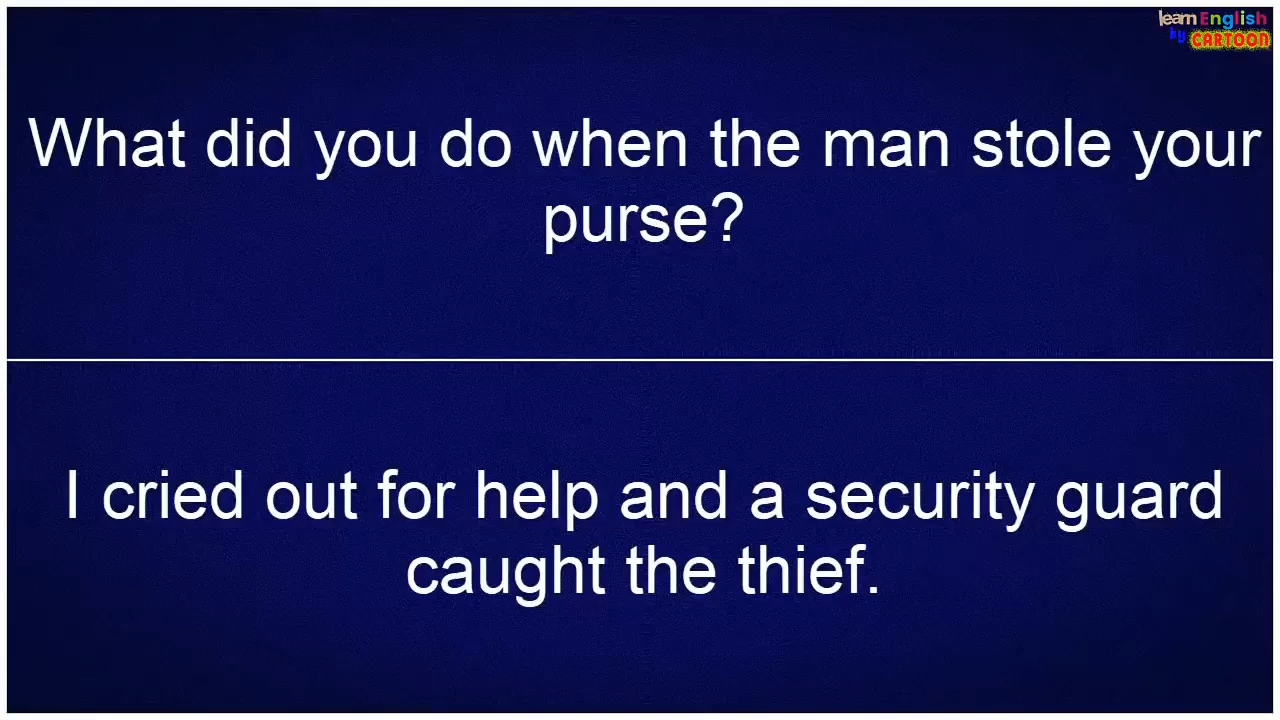 learn English
by CARTOON
What did you do when the man stole your
purse?
I cried out for help and a security guard
caught the thief.